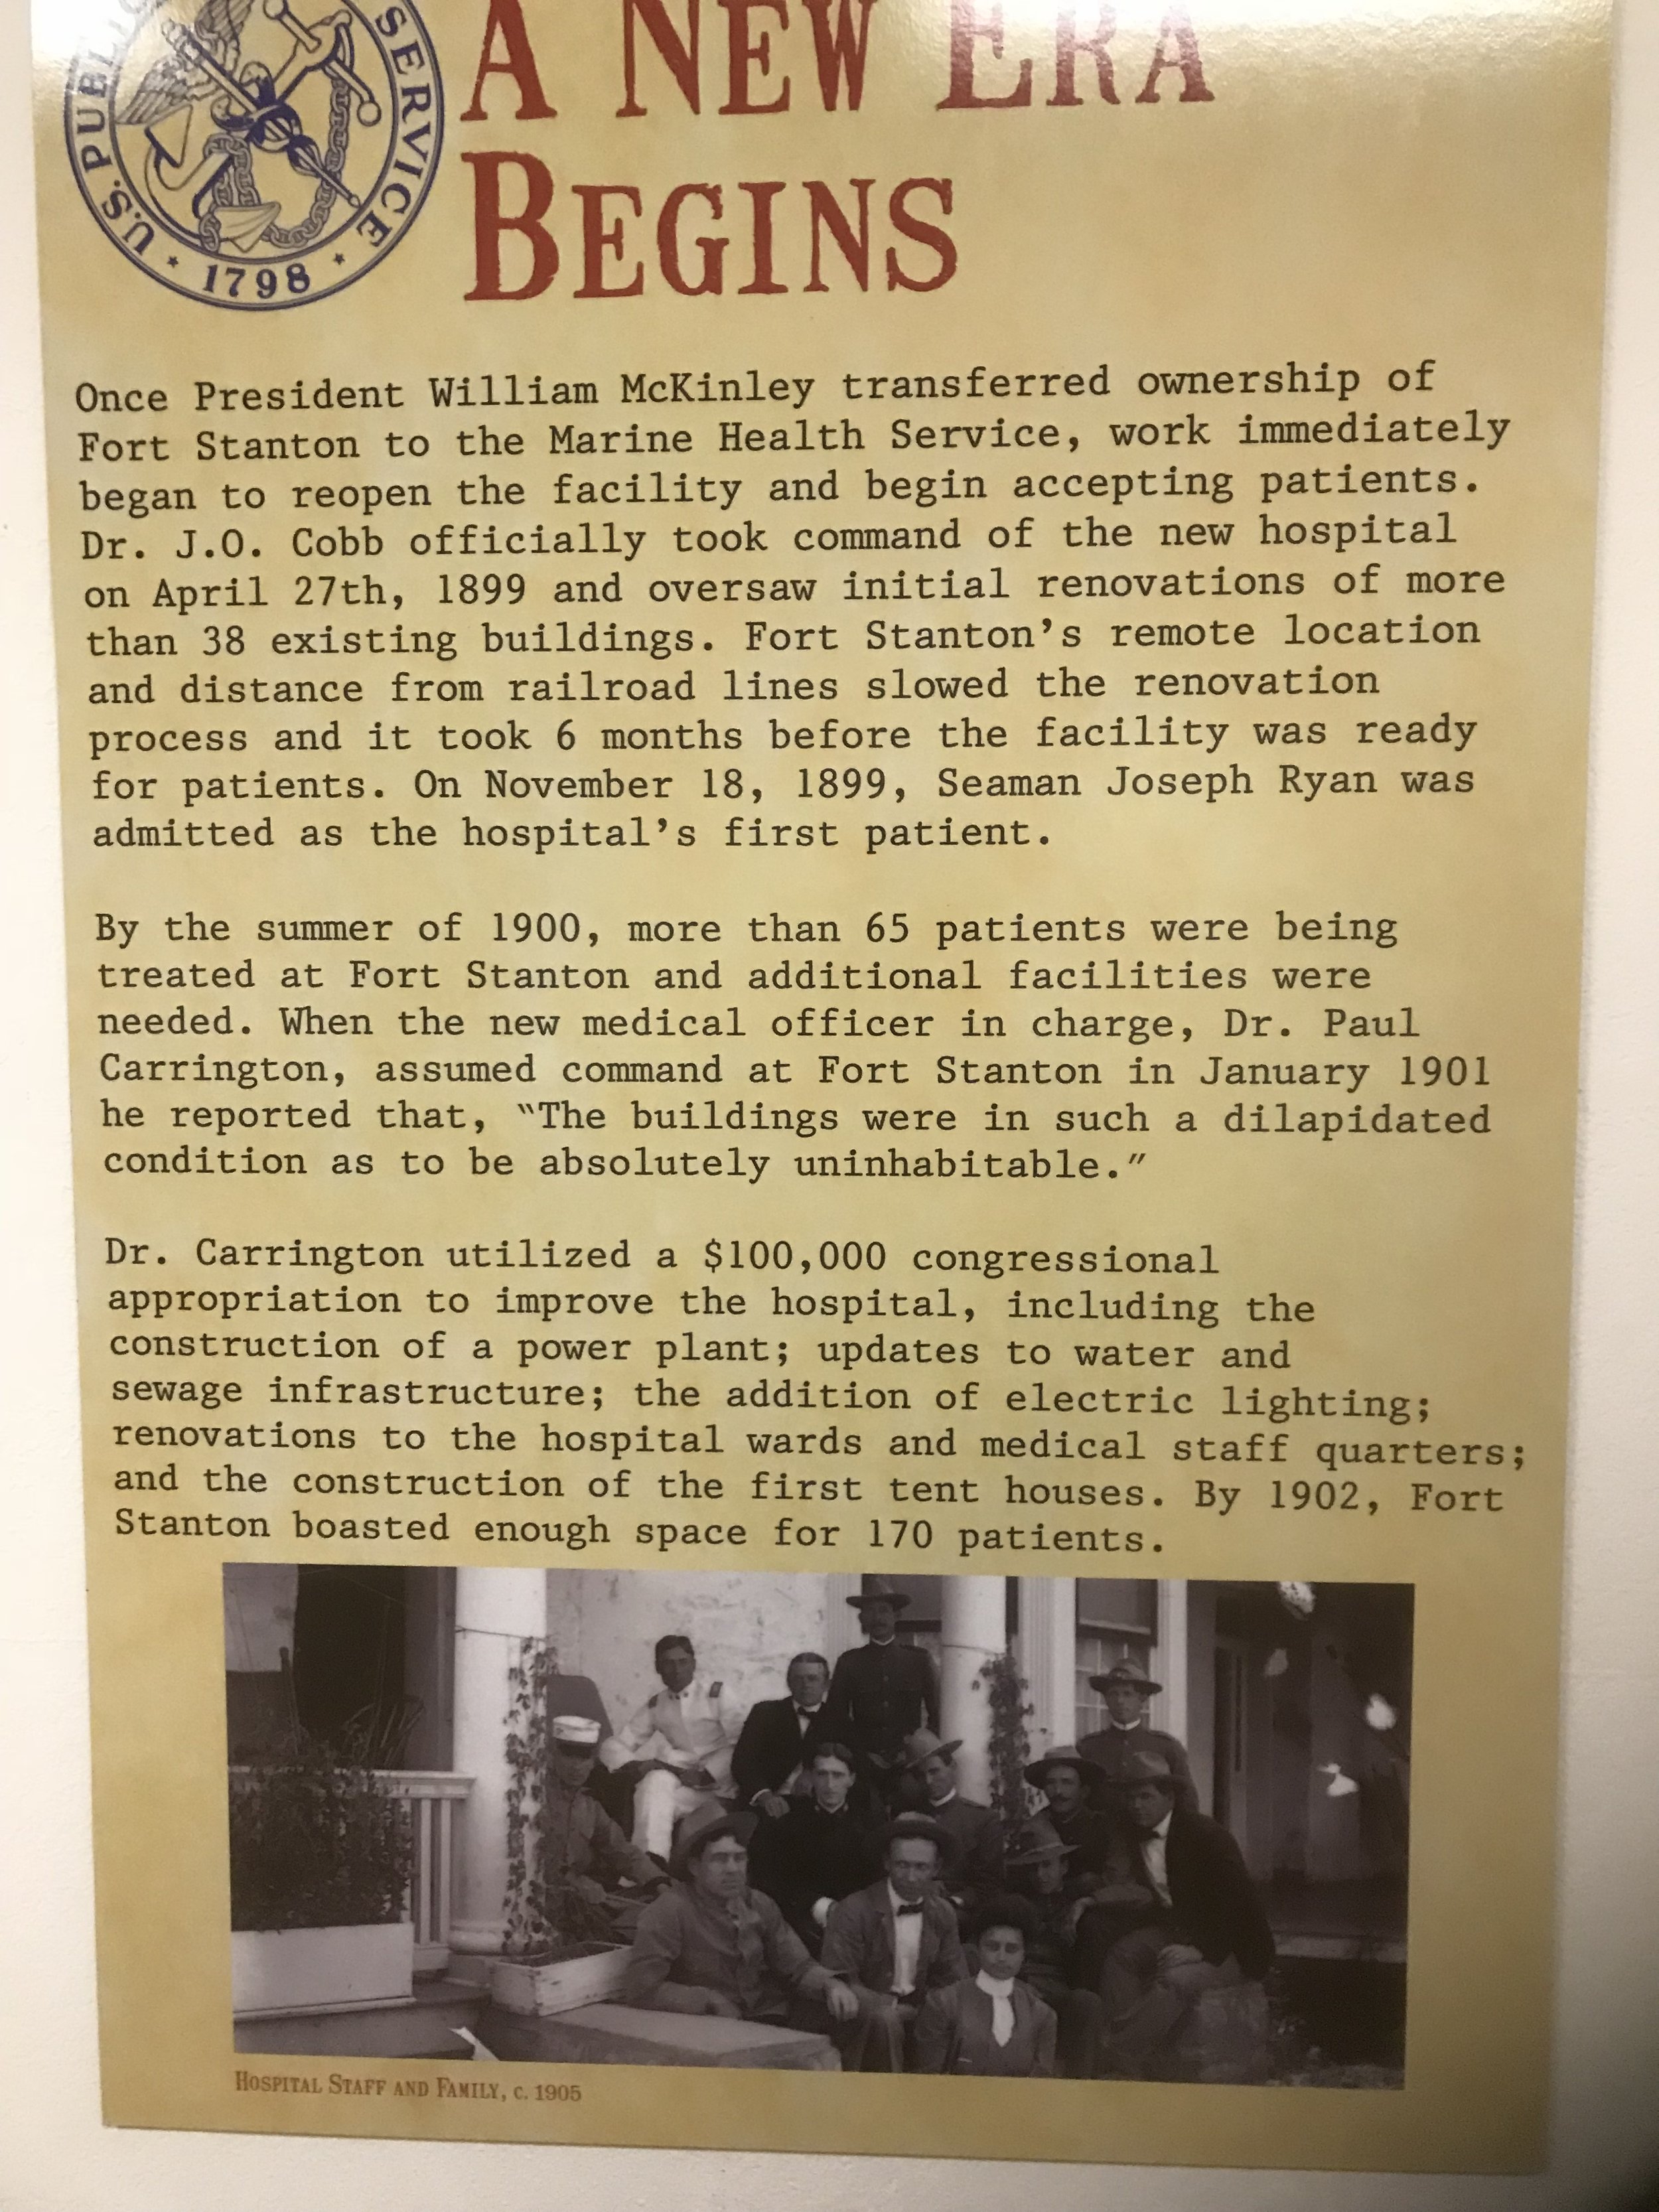 U.S. PUBLIC SERVICE
1798
A NEW ERA
BEGINS
Once President William McKinley transferred ownership of
Fort Stanton to the Marine Health Service, work immediately
began to reopen the facility and begin accepting patients.
Dr. J.O. Cobb officially took command of the new hospital
on April 27th, 1899 and oversaw initial renovations of more
than 38 existing buildings. Fort Stanton’s remote location
and distance from railroad lines slowed the renovation
process and it took 6 months before the facility was ready
for patients. On November 18, 1899, Seaman Joseph Ryan was
admitted as the hospital’s first patient.
By the summer of 1900, more than 65 patients were being
treated at Fort Stanton and additional facilities were
needed. When the new medical officer in charge, Dr. Paul
Carrington, assumed command at Fort Stanton in January 1901
he reported that, “The buildings were in such a dilapidated
condition as to be absolutely uninhabitable.”
Dr. Carrington utilized a $100,000 congressional
appropriation to improve the hospital, including the
construction of a power plant; updates to water and
sewage infrastructure; the addition of electric lighting;
renovations to the hospital wards and medical staff quarters;
and the construction of the first tent houses. By 1902, Fort
Stanton boasted enough space for 170 patients.
HOSPITAL STAFF AND FAMILY, C. 1905